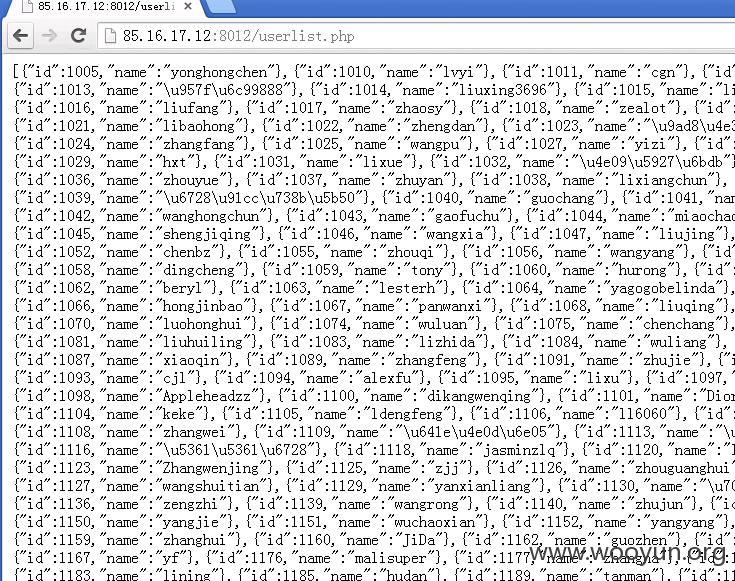 85.16.17.12:8012/userli
85.16.17.12:8012/userlist.php
[{"id":1005,"name":"yonghongchen"},{"id":1010,"name":"lvyi"},{"id":1011,"name":"cgn"},{"id"
{"id":1013,"name":"\u957f\u6c99888"},{"id":1014,"name":"liuxing3696"},{"id":1015,"name":"li
{"id":1016,"name":"liufang"},{"id":1017,"name":"zhaosy"},{"id":1018,"name":"zealot"},{"id":
{"id":1021,"name":"libaohong"},{"id":1022,"name":"zhengdan"},{"id":1023,"name":"\u9ad8\u4e3
{"id":1024,"name":"zhangfang"},{"id":1025,"name":"wangpu"},{"id":1027,"name":"yizi"},{"id":
{"id":1029,"name":"hxt"},{"id":1031,"name":"lixue"},{"id":1032,"name":"\u4e09\u5927\u6bdb"}
{"id":1036,"name":"zhouyue"},{"id":1037,"name":"zhuyan"},{"id":1038,"name":"lixiangchun"},
{"id":1039,"name":"\u6728\u91cc\u738b\u5b50"},{"id":1040,"name":"guochang"},{"id":1041,"nam
{"id":1042,"name":"wanghongchun"},{"id":1043,"name":"gaofuchu"},{"id":1044,"name":"miaochao
{"id":1045,"name":"shengjiqing"},{"id":1046,"name":"wangxia"},{"id":1047,"name":"liujing"},
{"id":1052,"name":"chenbz"},{"id":1055,"name":"zhouqi"},{"id":1056,"name":"wangyang"},{"id"
{"id":1058,"name":"dingcheng"},{"id":1059,"name":"tony"},{"id":1060,"name":"hurong"},{"id":
{"id":1062,"name":"beryl"},{"id":1063,"name":"lesterh"},{"id":1064,"name":"yagogobelinda"},
{"id":1066,"name":"hongjinbao"},{"id":1067,"name":"panwanxi"},{"id":1068,"name":"liuqing"},
{"id":1070,"name":"luohonghui"},{"id":1074,"name":"wuluan"},{"id":1075,"name":"chenchang"},
{"id":1081,"name":"liuhuiling"},{"id":1083,"name":"lizhida"},{"id":1084,"name":"wuliang"},
{"id":1087,"name":"xiaoqin"},{"id":1089,"name":"zhangfeng"},{"id":1091,"name":"zhujie"},{"i
{"id":1093,"name":"cjl"},{"id":1094,"name":"alexfu"},{"id":1095,"name":"lixu"},{"id":1097,
{"id":1098,"name":"Appleheadzz"},{"id":1100,"name":"dikangwenqing"},{"id":1101,"name":"Dion
{"id":1104,"name":"keke"},{"id":1105,"name":"ldengfeng"},{"id":1106,"name":"l16060"},{"id":
{"id":1108,"name":"zhangwei"},{"id":1109,"name":"\u641e\u4e0d\u6e05"},{"id":1113,"name":"\u
{"id":1116,"name":"\u5361\u5361\u6728"},{"id":1118,"name":"jasminzlq"},{"id":1120,"name":"
{"id":1123,"name":"Zhangwenjing"},{"id":1125,"name":"zjj"},{"id":1126,"name":"zhouguanghui"
{"id":1127,"name":"wangshuitian"},{"id":1129,"name":"yanxianliang"},{"id":1130,"name":"\u70
{"id":1136,"name":"zengzhi"},{"id":1139,"name":"wangrong"},{"id":1140,"name":"zhujun"},{"id
{"id":1150,"name":"yangjie"},{"id":1151,"name":"wuchaoxian"},{"id":1152,"name":"yangyang"},
{"id":1159,"name":"zhanghui"},{"id":1160,"name":"JiDa"},{"id":1162,"name":"guozhen"},{"id":
{"id":1167,"name":"yf"},{"id":1176,"name":"malisuper"},{"id":1177,"name":"zhangna"},{"id":
{"id":1183,"name":"lining"},{"id":1185,"name":"hudan"},{"id":1189,"name":"taman"},{"id":
www.wooyun.org